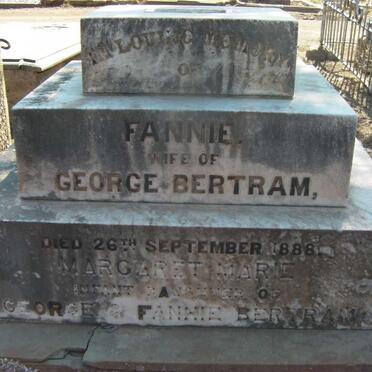 IN LOVING MEMORY
OF
FANNIE.
WIFE OF
GEORGE BERTRAM,
DIED 26TH SEPTEMBER 1888.
MARGARET MARIE
INFANT DAUGHTER OF
GEORGE & FANNIE BERTRAM